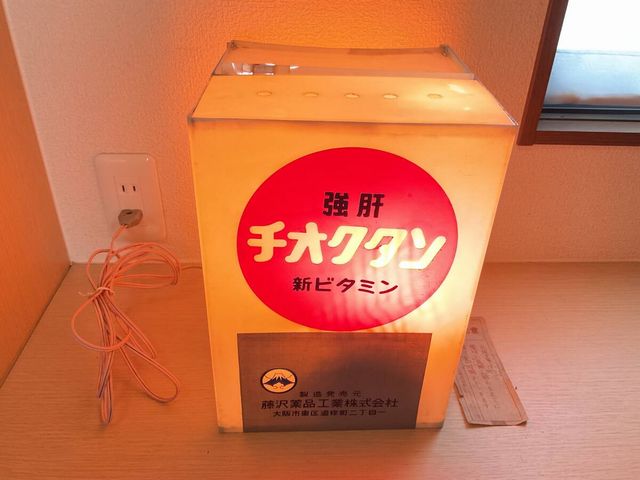 強肝
チオクタン
新ビタミン
製造発売元
藤沢薬品工業株式会社
大阪市東区道修町二丁目一